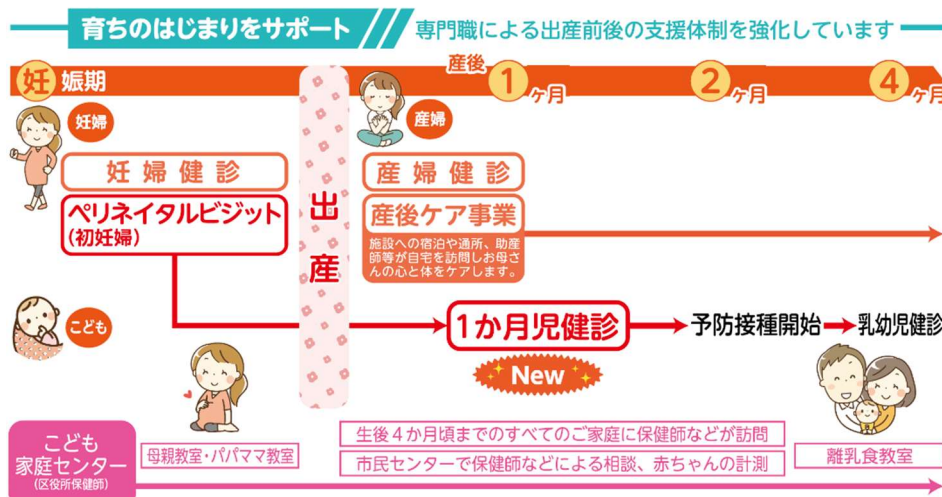 育ちのはじまりをサポート
専門職による出産前後の支援体制を強化しています
妊娠期
産後
1ヶ月
2ヶ月
4ヶ月
妊婦
産婦
妊婦健診
産婦健診
ペリネイタルビジット
(初妊婦)
出産
産後ケア事業
施設への宿泊や通所、助産
師等が自宅を訪問しお母さ
んの心と体をケアします。
こども
1か月児健診
予防接種開始
乳幼児健診
New
こども
家庭センター
(区役所保健師)
母親教室・パパママ教室
生後4か月頃までのすべてのご家庭に保健師などが訪問
市民センターで保健師などによる相談、赤ちゃんの計測
離乳食教室